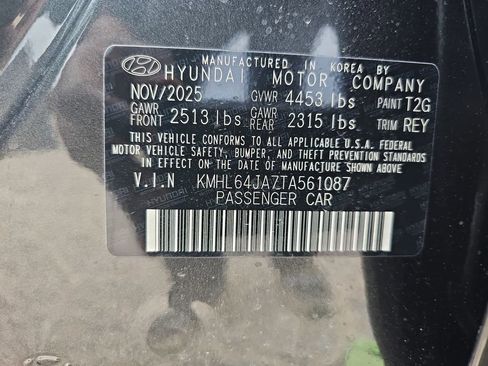 MANUFACTURED IN KOREA BY
HYUNDAI MOTOR COMPANY
NOV/2025 GVWR 4453 lbs PAINT T2G
GAWR FRONT 2513 lbs GAWR REAR 2315 lbs TRIM REY
THIS VEHICLE CONFORMS TO ALL APPLICABLE U.S.A. FEDERAL
MOTOR VEHICLE SAFETY, BUMPER, AND THEFT PREVENTION STANDARDS
IN EFFECT ON THE DATE OF MANUFACTURE SHOWN ABOVE
V.I.N KMHL64JA7TA561087
PASSENGER CAR